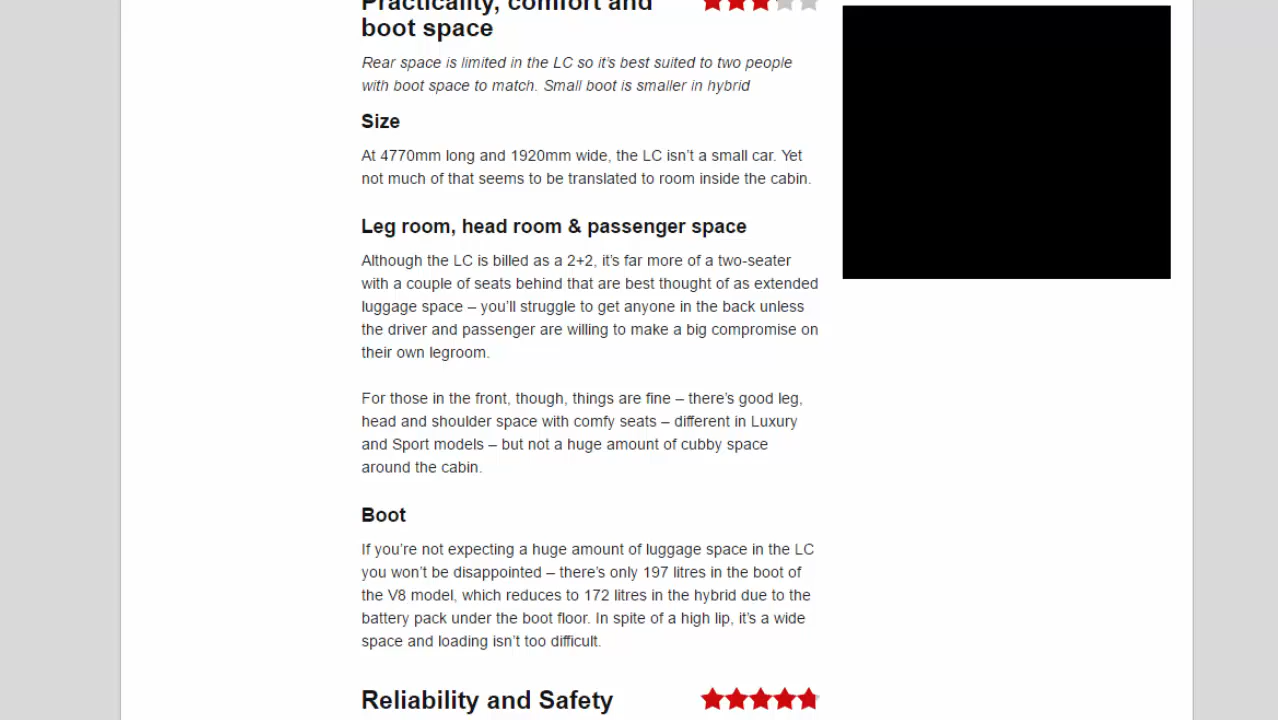 Practicality, comfort and
boot space
Rear space is limited in the LC so it’s best suited to two people
with boot space to match. Small boot is smaller in hybrid
Size
At 4770mm long and 1920mm wide, the LC isn’t a small car. Yet
not much of that seems to be translated to room inside the cabin.
Leg room, head room & passenger space
Although the LC is billed as a 2+2, it’s far more of a two-seater
with a couple of seats behind that are best thought of as extended
luggage space – you’ll struggle to get anyone in the back unless
the driver and passenger are willing to make a big compromise on
their own legroom.
For those in the front, though, things are fine – there’s good leg,
head and shoulder space with comfy seats – different in Luxury
and Sport models – but not a huge amount of cubby space
around the cabin.
Boot
If you’re not expecting a huge amount of luggage space in the LC
you won’t be disappointed – there’s only 197 litres in the boot of
the V8 model, which reduces to 172 litres in the hybrid due to the
battery pack under the boot floor. In spite of a high lip, it’s a wide
space and loading isn’t too difficult.
Reliability and Safety